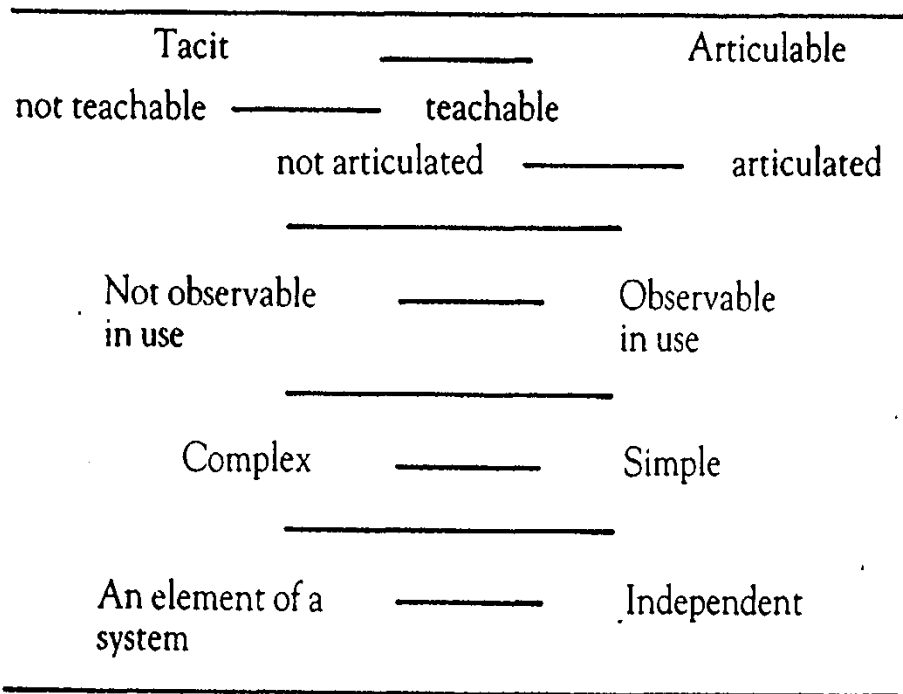 Tacit Articulable
not teachable teachable
not articulated articulated
Not observable Observable
in use in use
Complex Simple
An element of a Independent
system